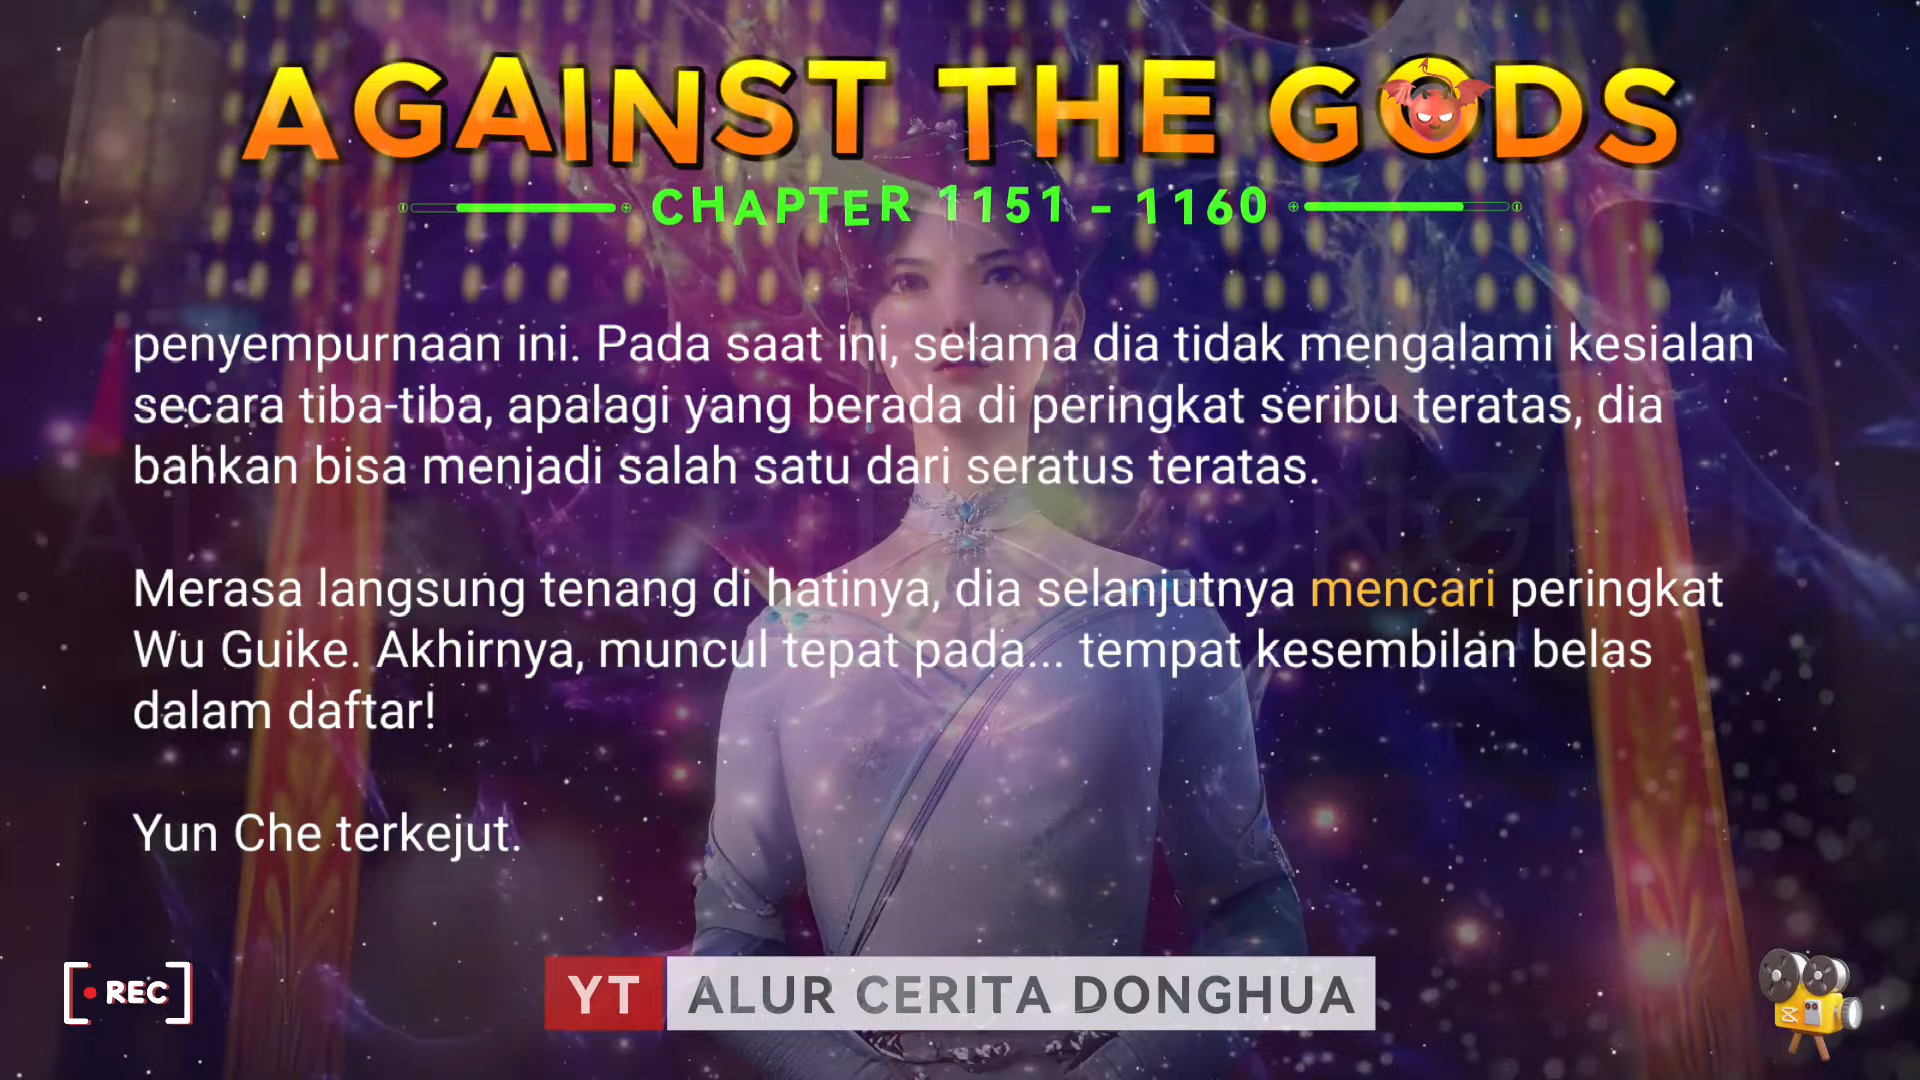 AGAINST THE GODS
CHAPTER 1151 - 1160
penyempurnaan ini. Pada saat ini, selama dia tidak mengalami kesialan
secara tiba-tiba, apalagi yang berada di peringkat seribu teratas, dia
bahkan bisa menjadi salah satu dari seratus teratas.
Merasa langsung tenang di hatinya, dia selanjutnya mencari peringkat
Wu Guike. Akhirnya, muncul tepat pada... tempat kesembilan belas
dalam daftar!
Yun Che terkejut.
REC
YT ALUR CERITA DONGHUA